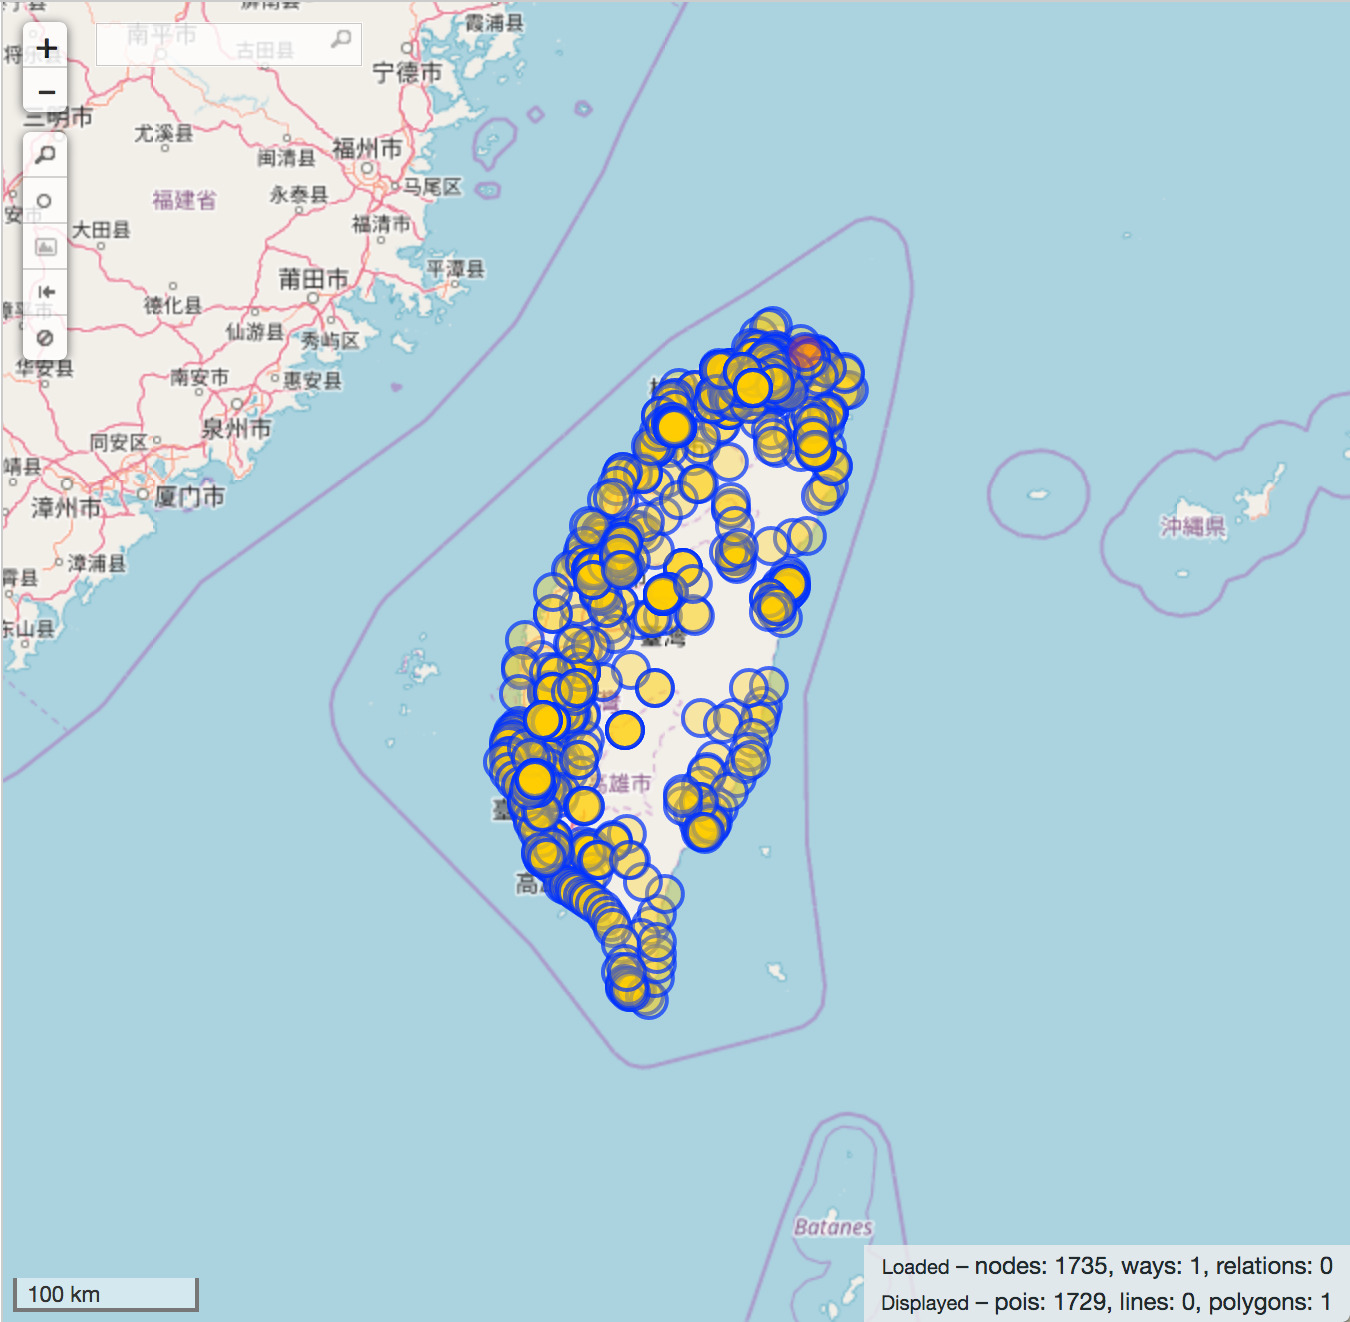 霞浦县
南平市
古田县
宁德市
三明市
尤溪县
福州市
闽清县
马尾区
永泰县
福建省
福清市
大田县
平潭县
莆田市
德化县
仙游县
秀屿区
华安县
南安市
惠安县
泉州市
同安区
厦门市
漳州市
沖縄県
漳浦县
东山县
臺灣
高雄市
Batanes
100 km
Loaded – nodes: 1735, ways: 1, relations: 0
Displayed – pois: 1729, lines: 0, polygons: 1